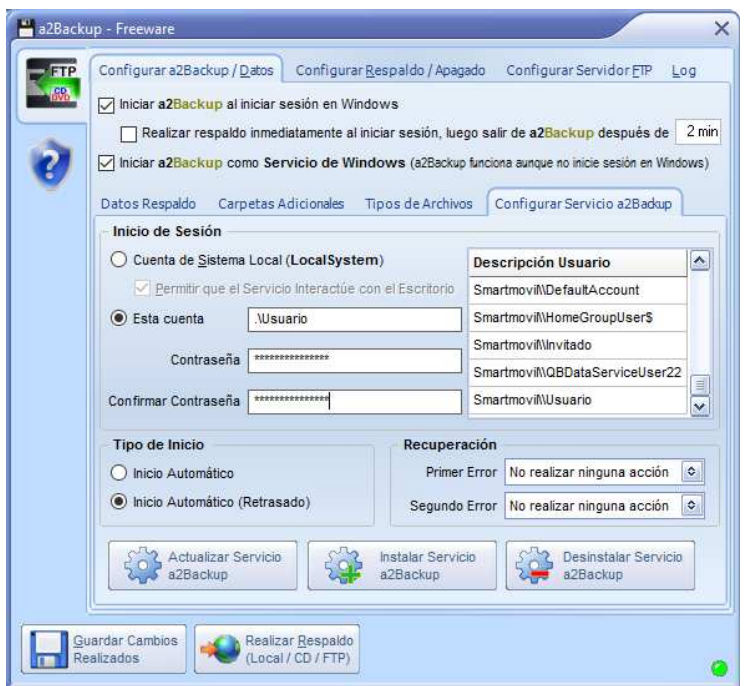 a2Backup - Freeware
FTP
CD
DVD
Configurar a2Backup / Datos
Configurar Respaldo / Apagado
Configurar Servidor FTP
Log
Iniciar a2Backup al iniciar sesión en Windows
Realizar respaldo inmediatamente al iniciar sesión, luego salir de a2Backup después de 2 min
Iniciar a2Backup como Servicio de Windows (a2Backup funciona aunque no inicie sesión en Windows)
Datos Respaldo
Carpetas Adicionales
Tipos de Archivos
Configurar Servicio a2Backup
Inicio de Sesión
Cuenta de Sistema Local (LocalSystem)
Permitir que el Servicio Interactúe con el Escritorio
Esta cuenta .\Usuario
Contraseña ***************
Confirmar Contraseña ***************
Descripción Usuario
Smartmovil\\DefaultAccount
Smartmovil\\HomeGroupUser$
Smartmovil\\Invitado
Smartmovil\\QBDataServiceUser22
Smartmovil\\Usuario
Tipo de Inicio
Inicio Automático
Inicio Automático (Retrasado)
Recuperación
Primer Error No realizar ninguna acción
Segundo Error No realizar ninguna acción
Actualizar Servicio
a2Backup
Instalar Servicio
a2Backup
Desinstalar Servicio
a2Backup
Guardar Cambios
Realizados
Realizar Respaldo
(Local / CD / FTP)